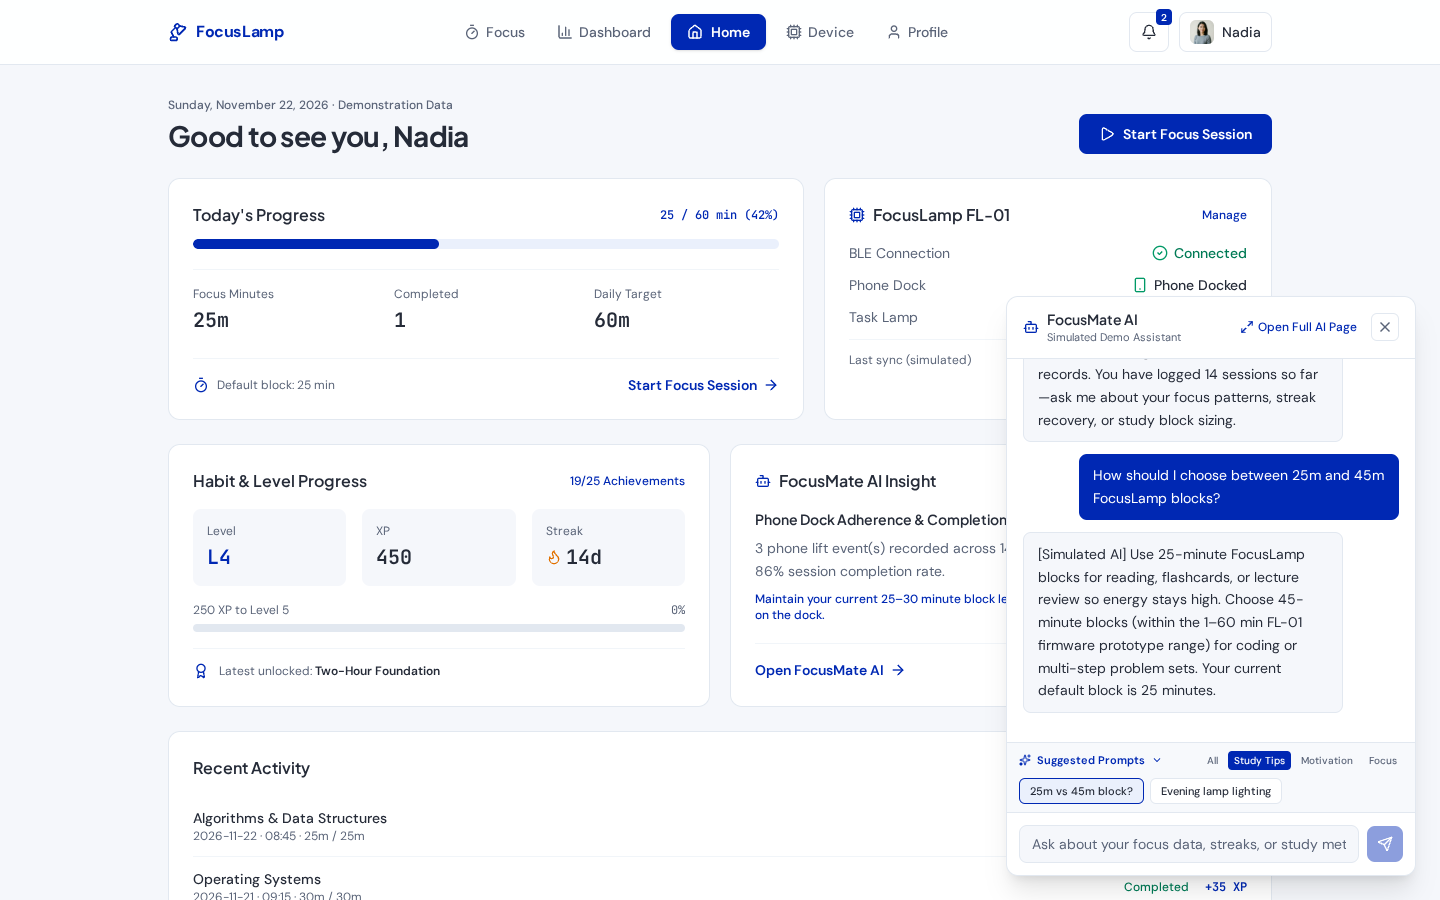 FocusLamp
Focus
Dashboard
Home
Device
Profile
2
Nadia
Sunday, November 22, 2026 · Demonstration Data
Good to see you, Nadia
Start Focus Session
Today's Progress
25 / 60 min (42%)
Focus Minutes
25m
Completed
1
Daily Target
60m
Default block: 25 min
Start Focus Session
FocusLamp FL-01
Manage
BLE Connection
Connected
Phone Dock
Phone Docked
Task Lamp
Last sync (simulated)
Habit & Level Progress
19/25 Achievements
Level
L4
XP
450
Streak
14d
250 XP to Level 5
0%
Latest unlocked: Two-Hour Foundation
FocusMate AI Insight
Phone Dock Adherence & Completion
3 phone lift event(s) recorded across
86% session completion rate.
Maintain your current 25–30 minute block
on the dock.
Open FocusMate AI
Recent Activity
Algorithms & Data Structures
2026-11-22 · 08:45 · 25m / 25m
Operating Systems
2026-11-21 · 09:15 · 30m / 30m
Completed
+35 XP
FocusMate AI
Simulated Demo Assistant
Open Full AI Page
records. You have logged 14 sessions so far
—ask me about your focus patterns, streak
recovery, or study block sizing.
How should I choose between 25m and 45m
FocusLamp blocks?
[Simulated AI] Use 25-minute FocusLamp
blocks for reading, flashcards, or lecture
review so energy stays high. Choose 45-
minute blocks (within the 1–60 min FL-01
firmware prototype range) for coding or
multi-step problem sets. Your current
default block is 25 minutes.
Suggested Prompts
All
Study Tips
Motivation
Focus
25m vs 45m block?
Evening lamp lighting
Ask about your focus data, streaks, or study met